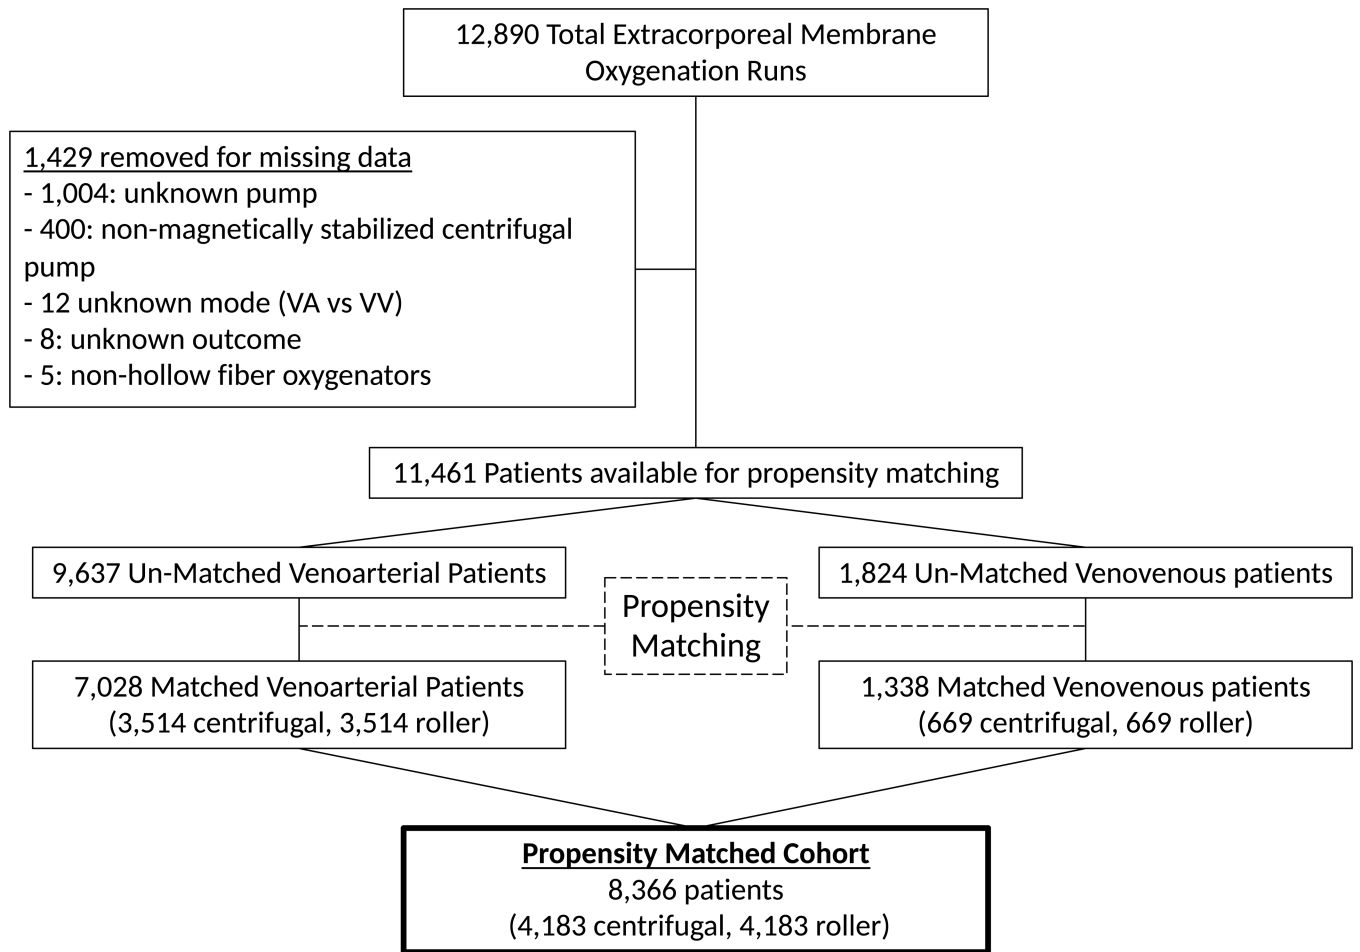 12,890 Total Extracorporeal Membrane
Oxygenation Runs
1,429 removed for missing data
- 1,004: unknown pump
- 400: non-magnetically stabilized centrifugal
pump
- 12 unknown mode (VA vs VV)
- 8: unknown outcome
- 5: non-hollow fiber oxygenators
11,461 Patients available for propensity matching
9,637 Un-Matched Venoarterial Patients
1,824 Un-Matched Venovenous patients
Propensity
Matching
7,028 Matched Venoarterial Patients
(3,514 centrifugal, 3,514 roller)
1,338 Matched Venovenous patients
(669 centrifugal, 669 roller)
Propensity Matched Cohort
8,366 patients
(4,183 centrifugal, 4,183 roller)